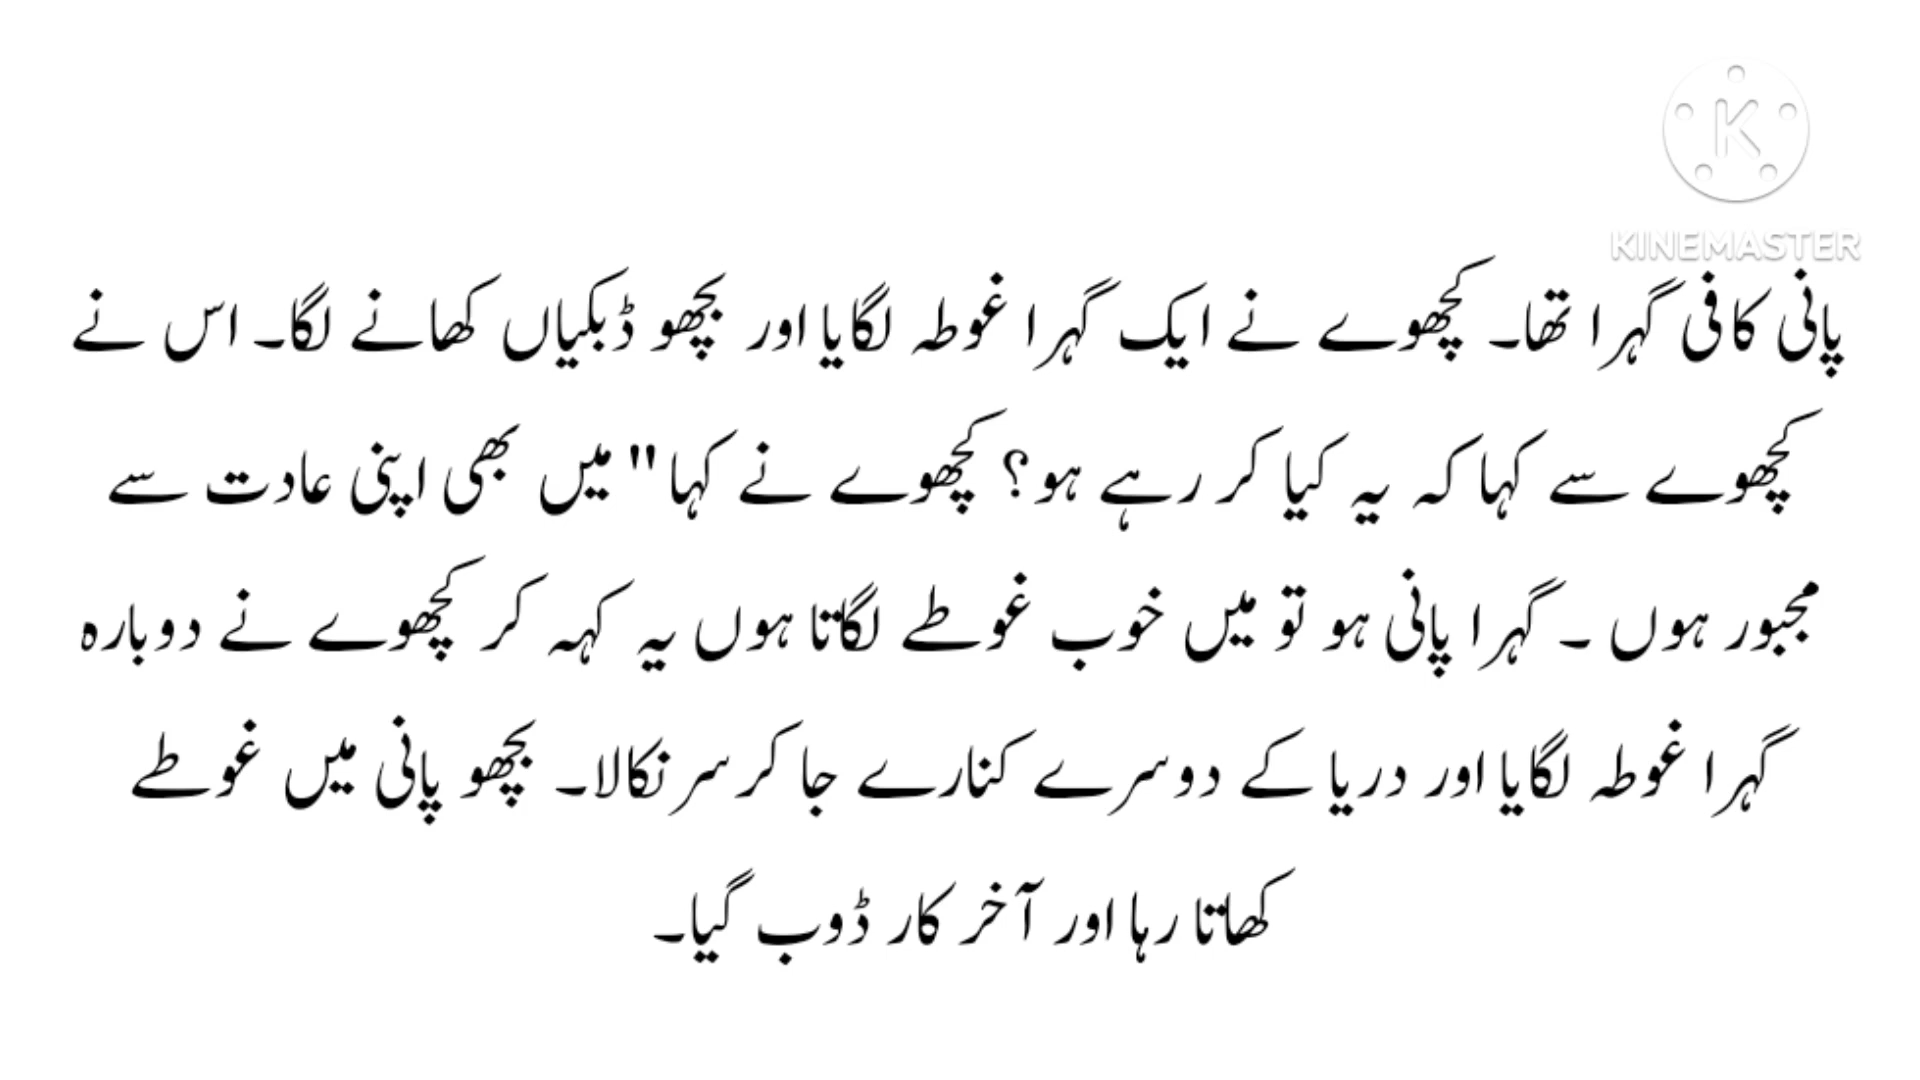 KINEMASTER
پانی کافی گہرا تھا۔ کچھوے نے ایک گہرا غوطہ لگایا اور بچھو ڈبکیاں کھانے لگا۔ اس نے
کچھوے سے کہا کہ یہ کیا کر رہے ہو؟ کچھوے نے کہا" میں بھی اپنی عادت سے
مجبور ہوں ۔ گہرا پانی ہو تو میں خوب غوطے لگاتا ہوں یہ کہہ کر کچھوے نے دوبارہ
گہرا غوطہ لگایا اور دریا کے دوسرے کنارے جا کر سر نکالا۔ بچھو پانی میں غوطے
کھاتا رہا اور آخر کار ڈوب گیا۔